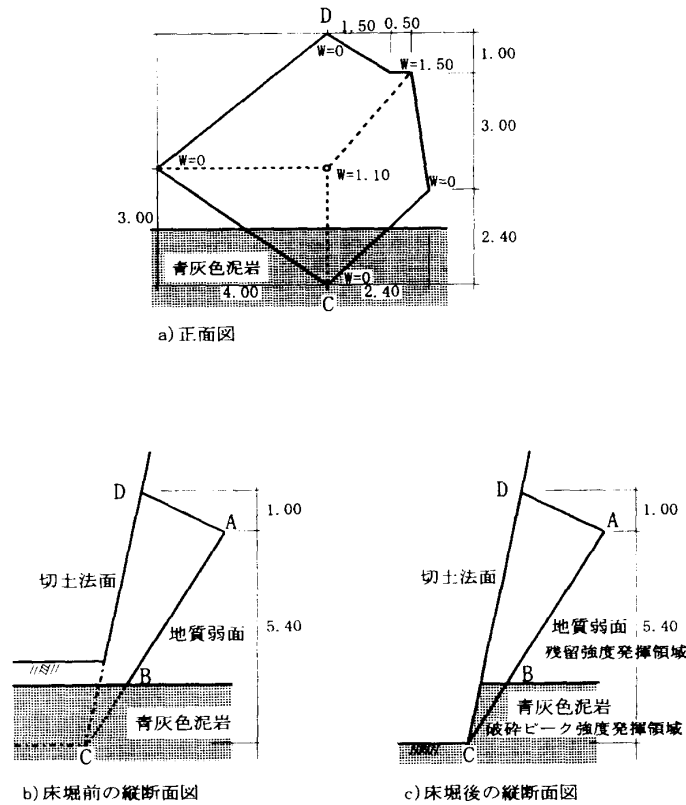 D
1.50 0.50
W=0
W=1.50
1.00
3.00
W=0
W=1.10
W=0
3.00
2.40
青灰色泥岩
W=0
4.00
2.40
C
a)正面図
D
A
1.00
切土法面
地質弱面
5.40
B
青灰色泥岩
C
b)床堀前の縦断面図
D
A
1.00
切土法面
地質弱面
5.40
残留強度発揮領域
B
青灰色泥岩
破砕ピーク強度発揮領域
C
c)床堀後の縦断面図